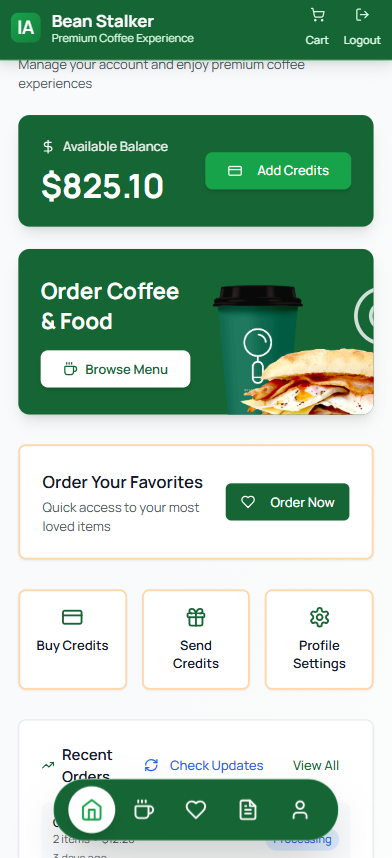 IA
Bean Stalker
Premium Coffee Experience
Cart
Logout
Manage your account and enjoy premium coffee
experiences
Available Balance
$825.10
Add Credits
Order Coffee
& Food
Browse Menu
Order Your Favorites
Quick access to your most
loved items
Order Now
Buy Credits
Send
Credits
Profile
Settings
Recent
Orders
Check Updates
View All
2 items
Processing
3 days ago